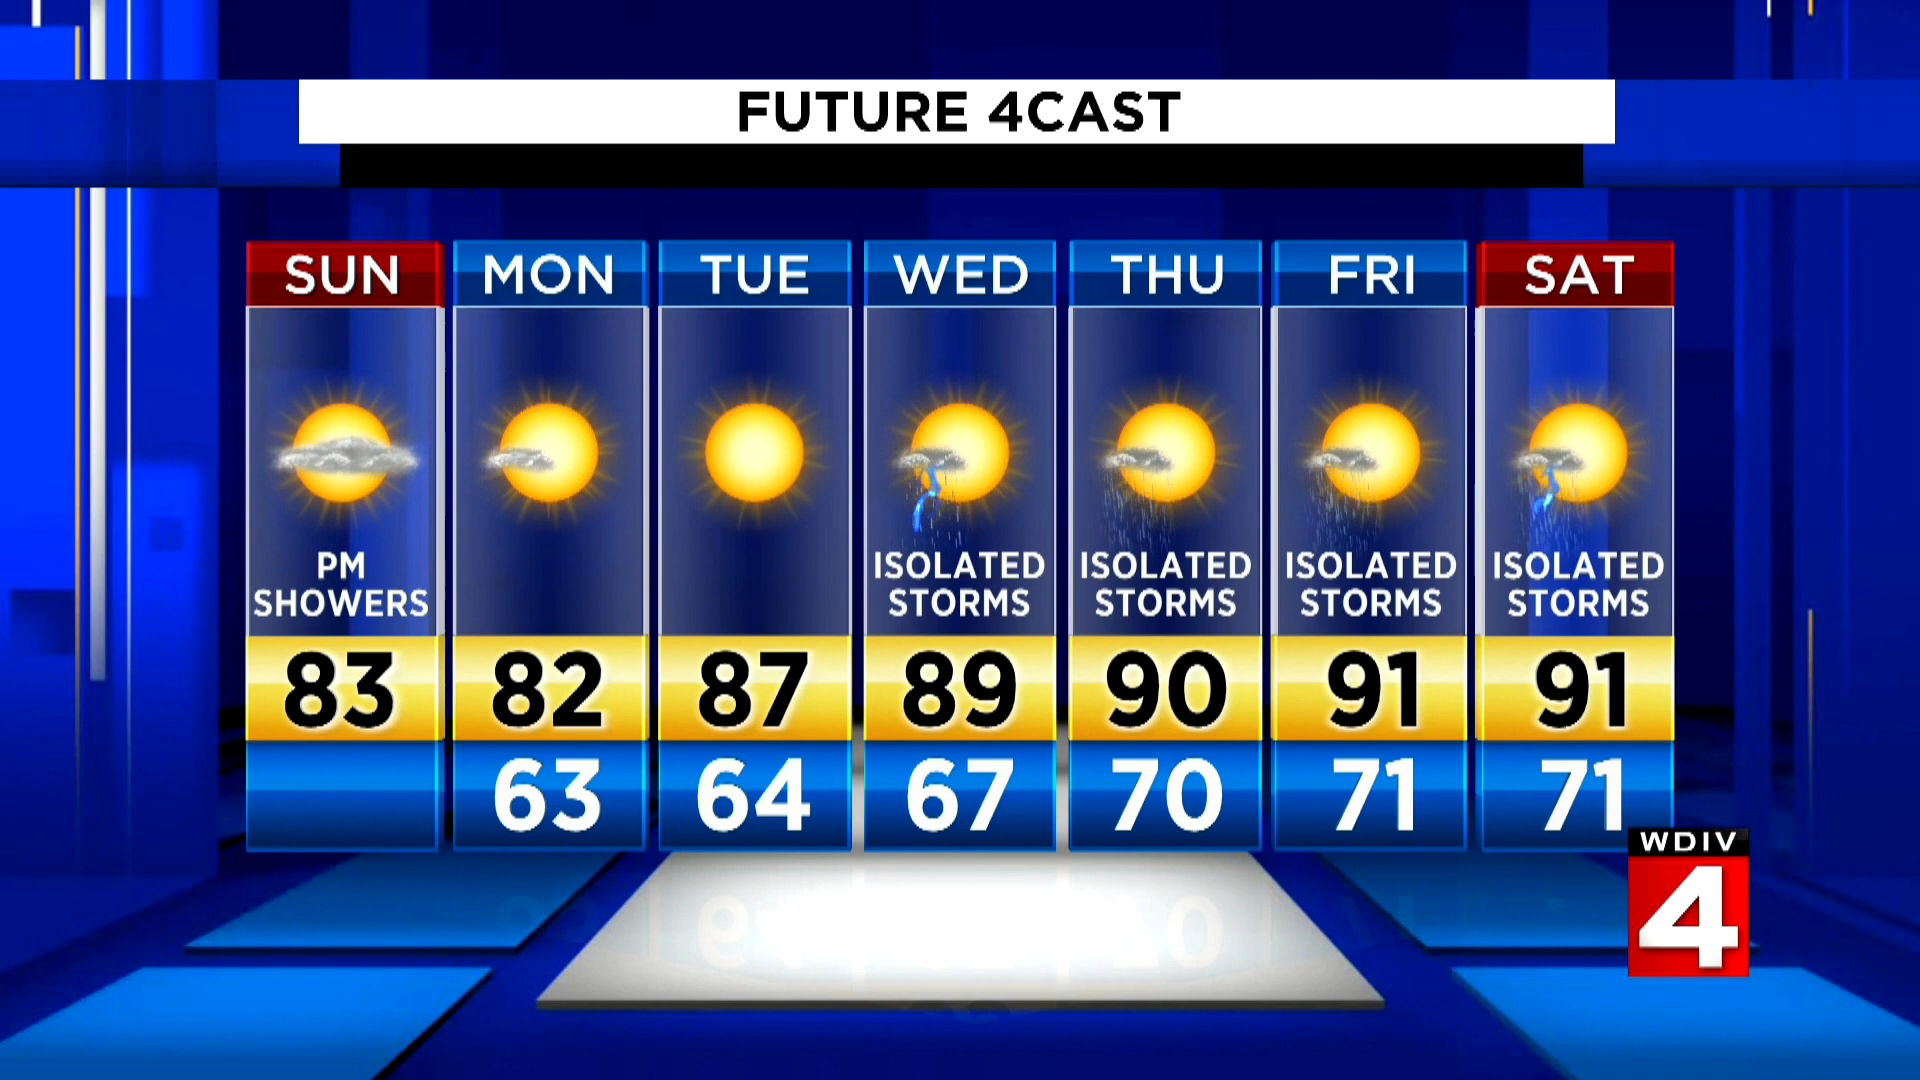 FUTURE 4CAST
SUN MON TUE WED THU FRI SAT
PM ISOLATED ISOLATED ISOLATED ISOLATED
SHOWERS STORMS STORMS STORMS STORMS
83 82 87 89 90 91 91
63 64 67 70 71 71
WDIV
4